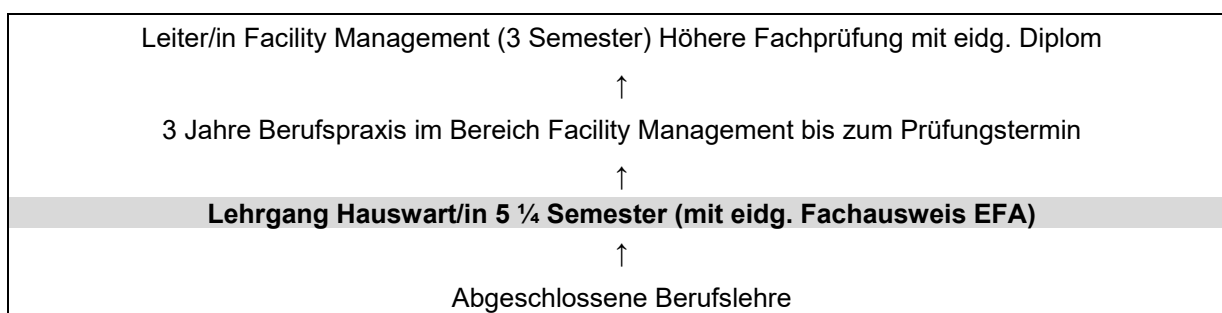 Leiter/in Facility Management (3 Semester) Höhere Fachprüfung mit eidg. Diplom
↑
3 Jahre Berufspraxis im Bereich Facility Management bis zum Prüfungstermin
↑
Lehrgang Hauswart/in 5 ¼ Semester (mit eidg. Fachausweis EFA)
↑
Abgeschlossene Berufslehre